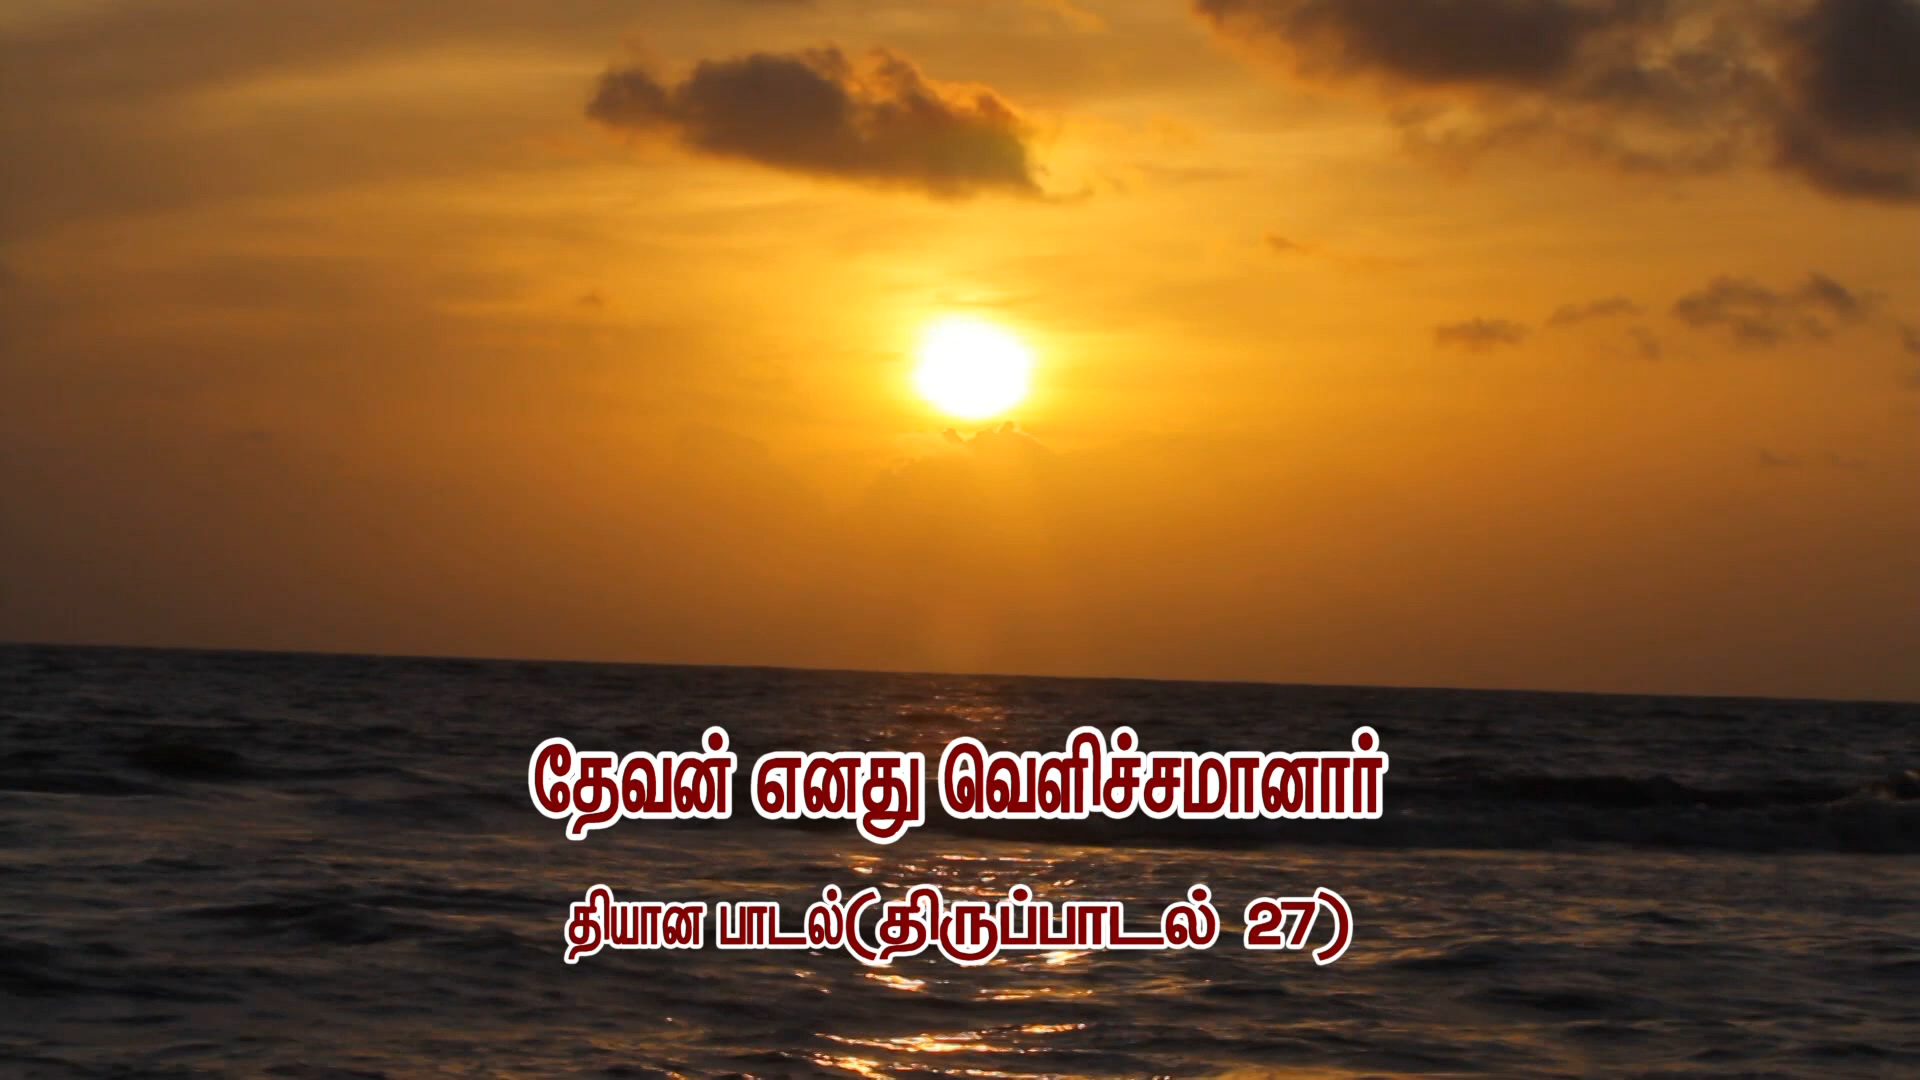 தேவன் எனது வெளிச்சமானார்
தியான பாடல்(திருப்பாடல் 27)